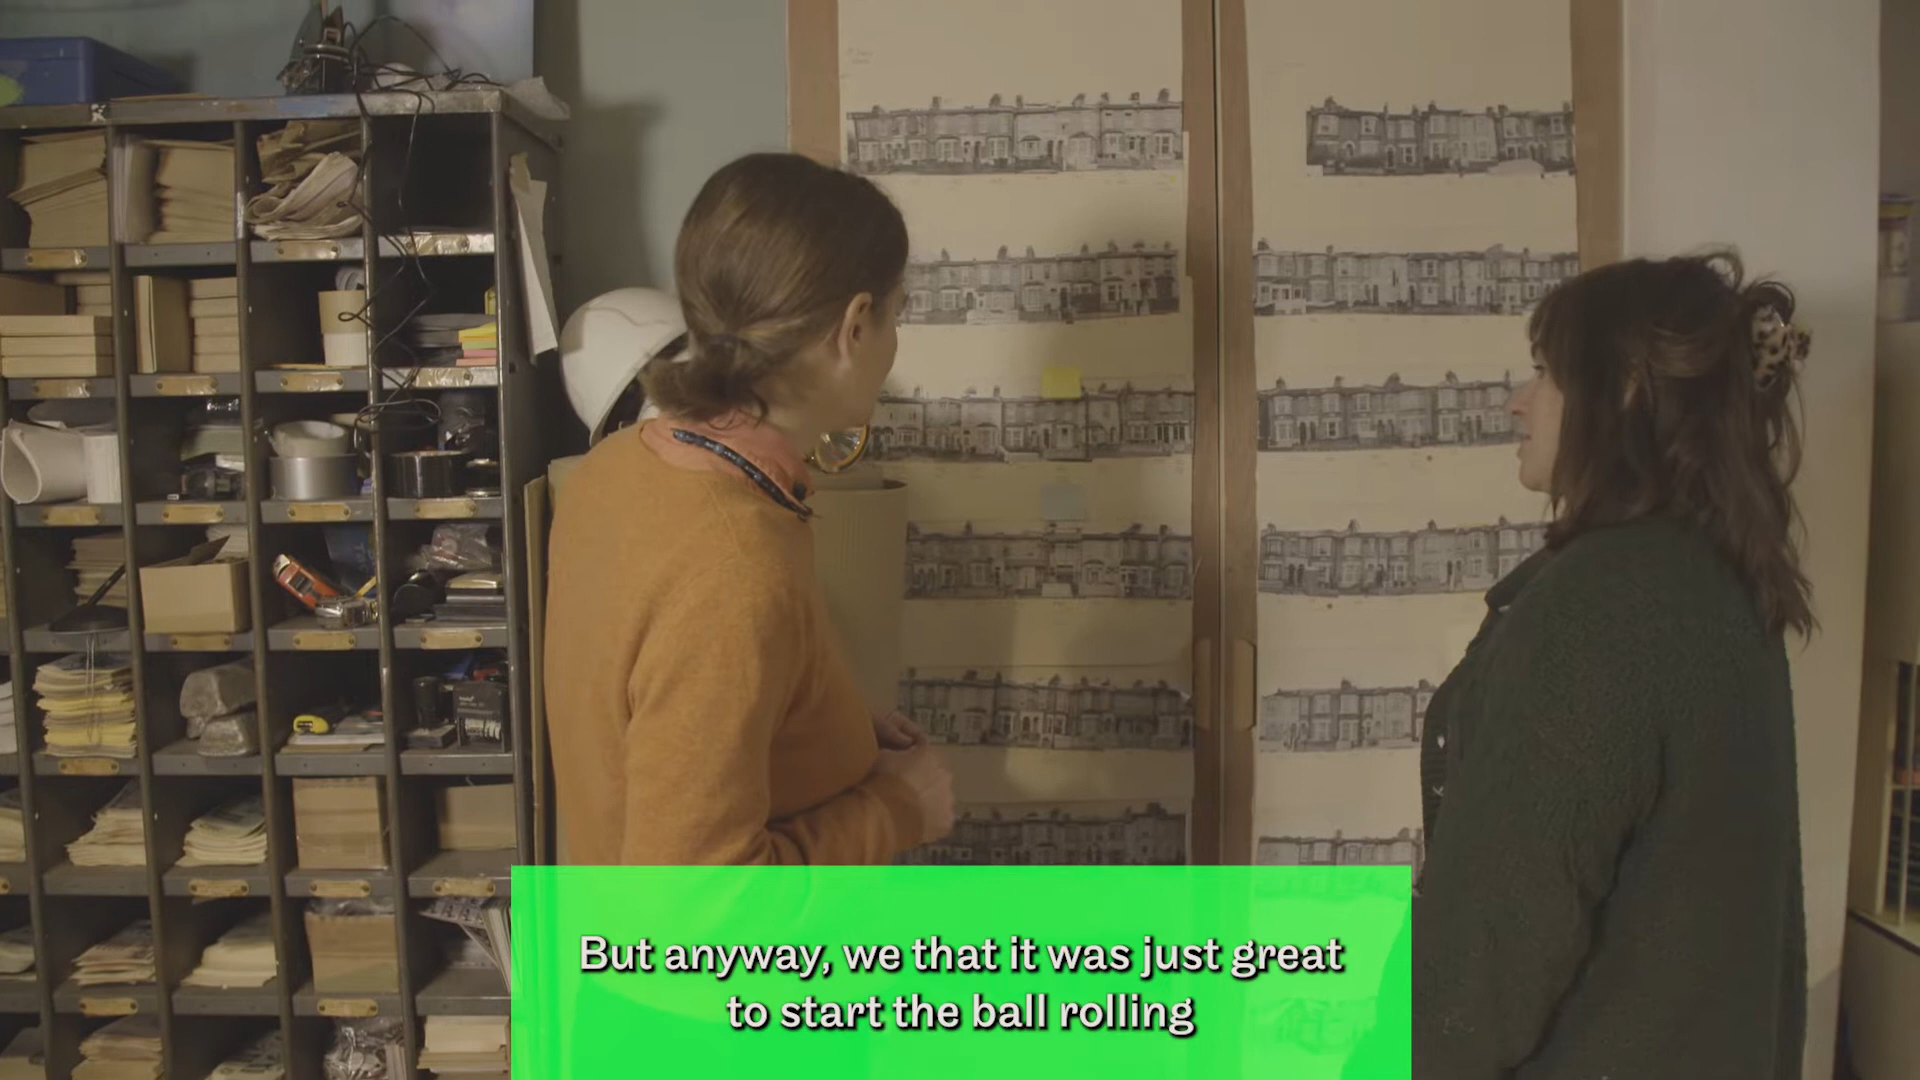 But anyway, we that it was just great
to start the ball rolling